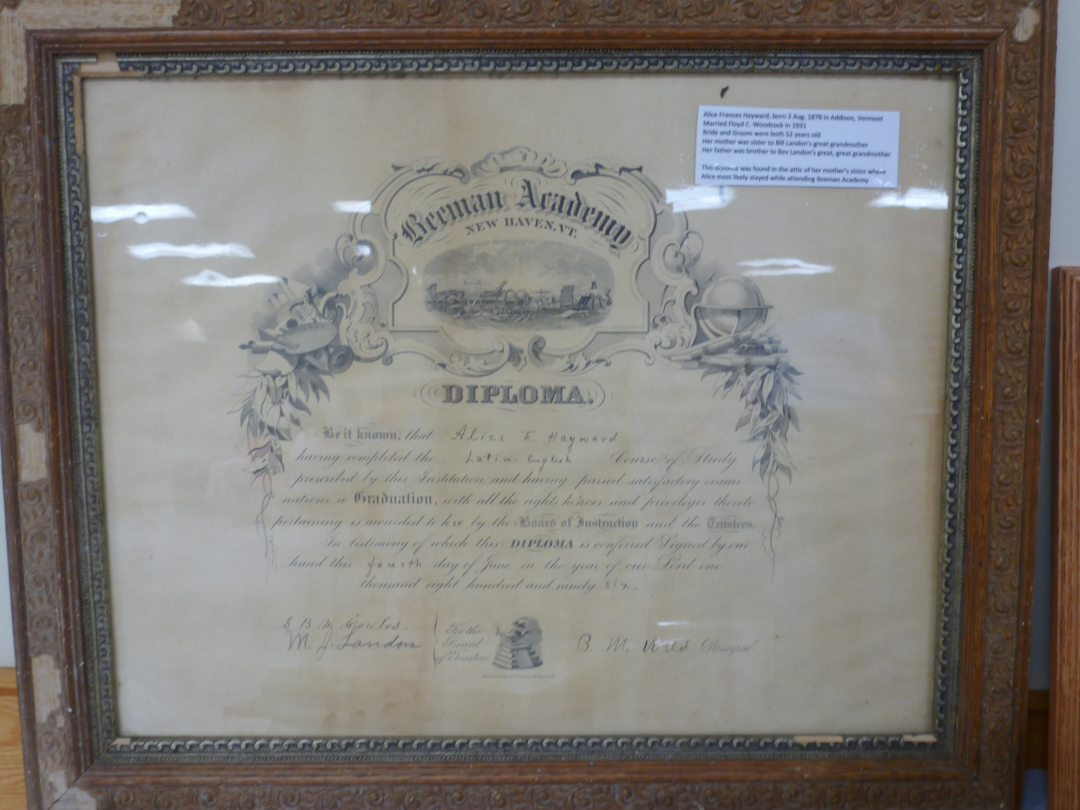 Alice Frances Hayward, born 3 Aug. 1878 in Addison, Vermont
Married Floyd C. Woodcock in 1931
Bride and Groom were both 52 years old
Her mother was sister to Bill Landon's great grandmother
Her father was brother to Bev Landon's great, great grandmother
This diploma was found in the attic of her mother's sister where
Alice most likely stayed while attending Beeman Academy
Beeman Academy
NEW HAVEN, VT.
DIPLOMA.
Be it known, that Alice F. Hayward
having completed the Latin-English Course of Study
prescribed by this Institution, and having passed satisfactory exami-
nations, a Graduation, with all the rights honors and privileges thereto
pertaining is awarded to her by the Board of Instruction and the Trustees.
In testimony of which this DIPLOMA is conferred Signed by our
hand this fourth day of June, in the year of our Lord one
thousand eight hundred and ninety six.
S. B. M.
M. J. Landon
For the
Board
of Trustees
B. M. Weld Principal